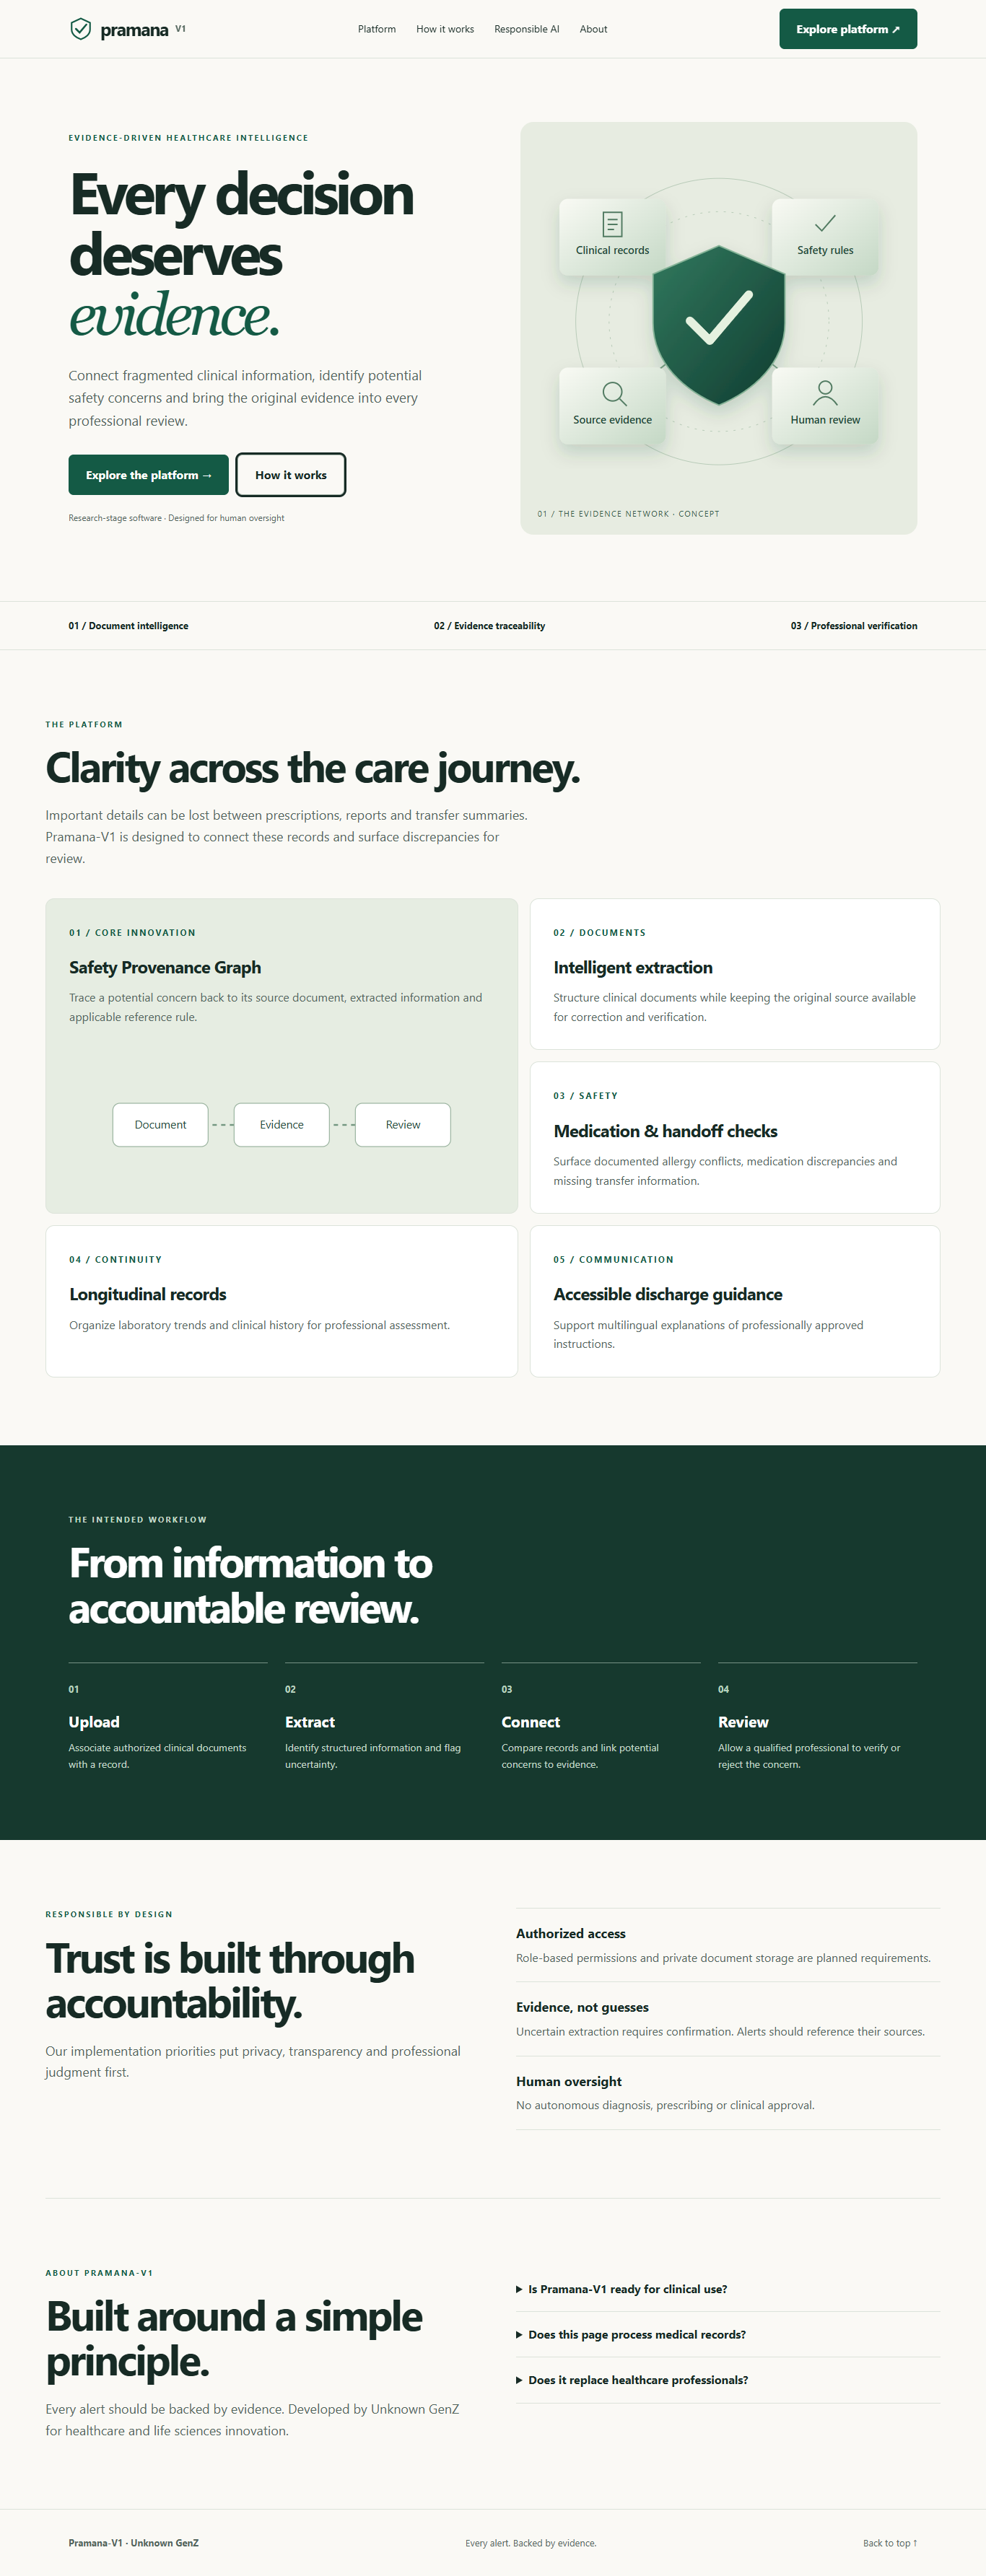 pramana V1
Platform
How it works
Responsible AI
About
Explore platform ↗
EVIDENCE-DRIVEN HEALTHCARE INTELLIGENCE
Every decision
deserves
evidence.
Connect fragmented clinical information, identify potential
safety concerns and bring the original evidence into every
professional review.
Explore the platform →
How it works
Research-stage software · Designed for human oversight
Clinical records
Safety rules
Source evidence
Human review
01 / THE EVIDENCE NETWORK · CONCEPT
01 / Document intelligence
02 / Evidence traceability
03 / Professional verification
THE PLATFORM
Clarity across the care journey.
Important details can be lost between prescriptions, reports and transfer summaries.
Pramana-V1 is designed to connect these records and surface discrepancies for
review.
01 / CORE INNOVATION
Safety Provenance Graph
Trace a potential concern back to its source document, extracted information and
applicable reference rule.
Document
Evidence
Review
02 / DOCUMENTS
Intelligent extraction
Structure clinical documents while keeping the original source available
for correction and verification.
03 / SAFETY
Medication & handoff checks
Surface documented allergy conflicts, medication discrepancies and
missing transfer information.
04 / CONTINUITY
Longitudinal records
Organize laboratory trends and clinical history for professional assessment.
05 / COMMUNICATION
Accessible discharge guidance
Support multilingual explanations of professionally approved
instructions.
THE INTENDED WORKFLOW
From information to
accountable review.
01
Upload
Associate authorized clinical documents
with a record.
02
Extract
Identify structured information and flag
uncertainty.
03
Connect
Compare records and link potential
concerns to evidence.
04
Review
Allow a qualified professional to verify or
reject the concern.
RESPONSIBLE BY DESIGN
Trust is built through
accountability.
Our implementation priorities put privacy, transparency and professional
judgment first.
Authorized access
Role-based permissions and private document storage are planned requirements.
Evidence, not guesses
Uncertain extraction requires confirmation. Alerts should reference their sources.
Human oversight
No autonomous diagnosis, prescribing or clinical approval.
ABOUT PRAMANA-V1
Built around a simple
principle.
Every alert should be backed by evidence. Developed by Unknown GenZ
for healthcare and life sciences innovation.
▶ Is Pramana-V1 ready for clinical use?
▶ Does this page process medical records?
▶ Does it replace healthcare professionals?
Pramana-V1 · Unknown GenZ
Every alert. Backed by evidence.
Back to top ↑